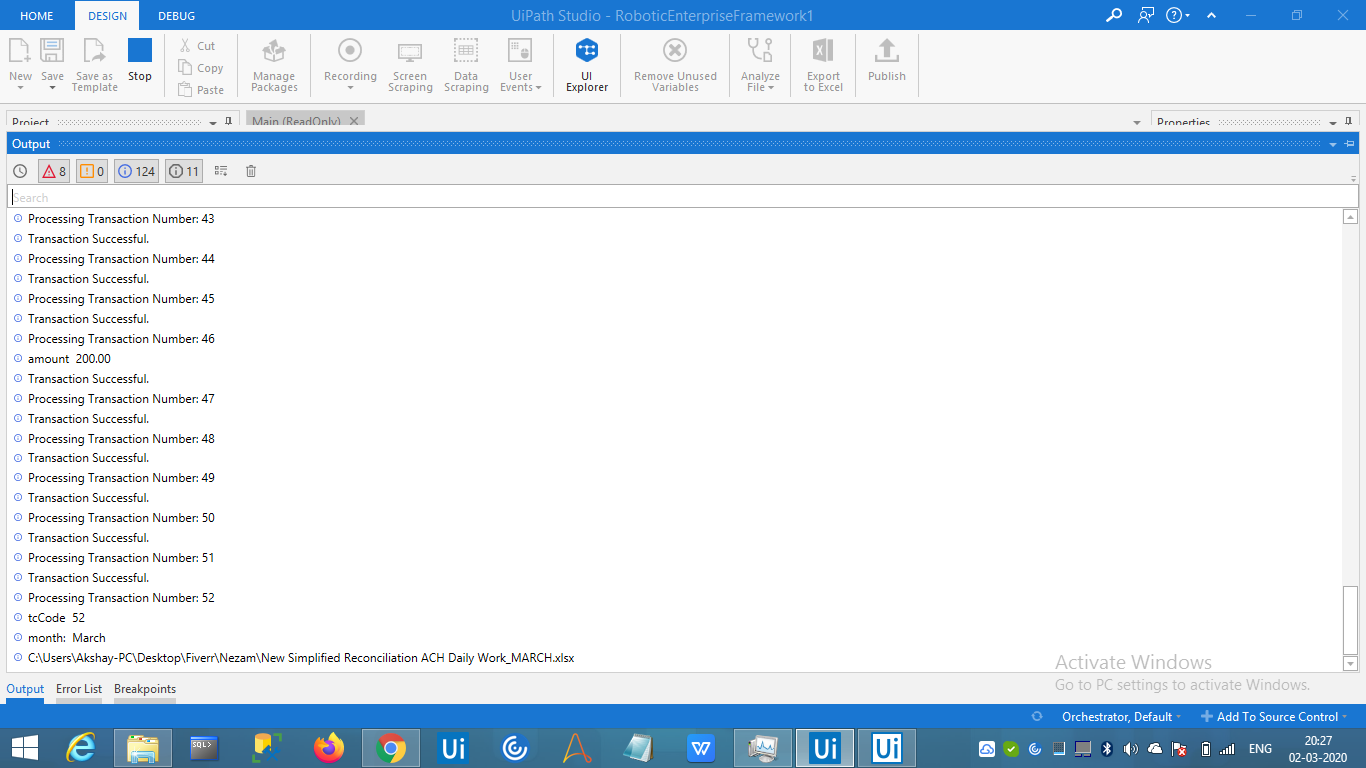 HOME DESIGN DEBUG UiPath Studio - RoboticEnterpriseFramework1
New Save Save as Template Stop
Cut
Copy
Paste
Manage Packages
Recording Screen Scraping Data Scraping User Events
UI Explorer
Remove Unused Variables
Analyze File
Export to Excel
Publish
Project Main (ReadOnly) Properties
Output
8 0 124 11
Search
Processing Transaction Number: 43
Transaction Successful.
Processing Transaction Number: 44
Transaction Successful.
Processing Transaction Number: 45
Transaction Successful.
Processing Transaction Number: 46
amount 200.00
Transaction Successful.
Processing Transaction Number: 47
Transaction Successful.
Processing Transaction Number: 48
Transaction Successful.
Processing Transaction Number: 49
Transaction Successful.
Processing Transaction Number: 50
Transaction Successful.
Processing Transaction Number: 51
Transaction Successful.
Processing Transaction Number: 52
tcCode 52
month: March
C:\Users\Akshay-PC\Desktop\Fiverr\Nezam\New Simplified Reconciliation ACH Daily Work_MARCH.xlsx
Activate Windows
Go to PC settings to activate Windows.
Output Error List Breakpoints
Orchestrator, Default Add To Source Control
SQL> Ui W Ui Ui ENG 20:27
02-03-2020